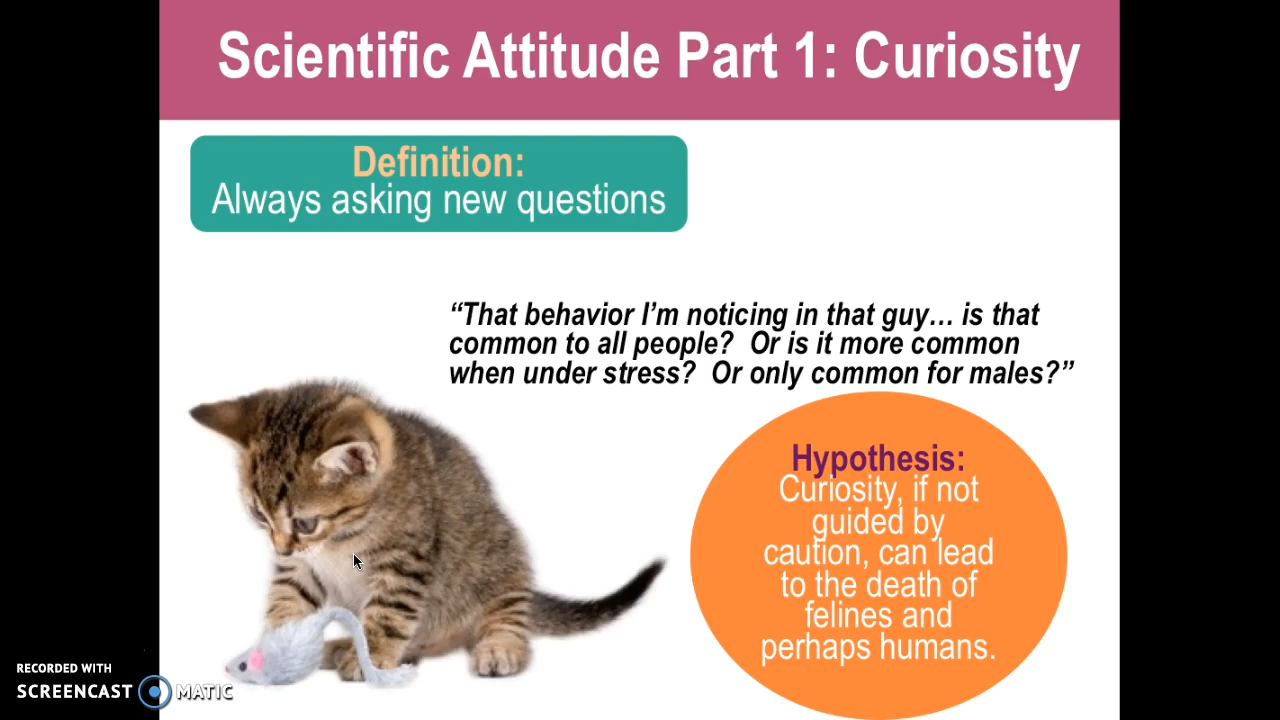 Scientific Attitude Part 1: Curiosity
Definition:
Always asking new questions
“That behavior I’m noticing in that guy… is that
common to all people?  Or is it more common
when under stress?  Or only common for males?”
Hypothesis:
Curiosity, if not
guided by
caution, can lead
to the death of
felines and
perhaps humans.
RECORDED WITH
SCREENCAST MATIC